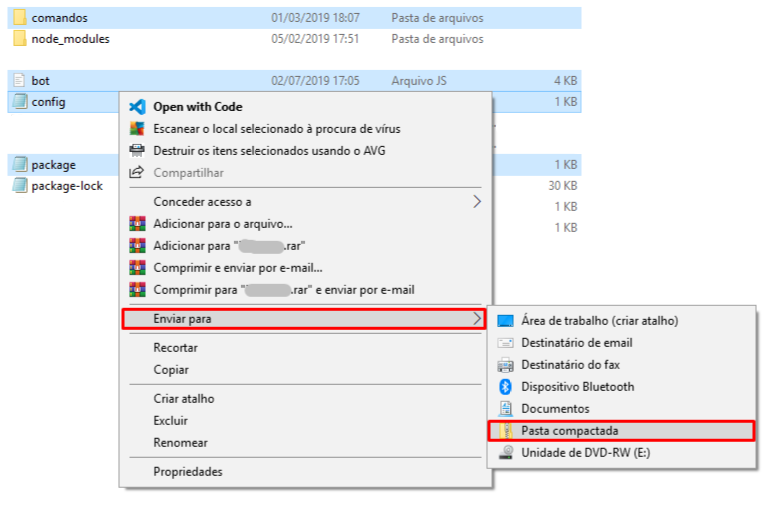 comandos 01/03/2019 18:07 Pasta de arquivos
node_modules 05/02/2019 17:51 Pasta de arquivos
bot 02/07/2019 17:05 Arquivo JS 4 KB
config 1 KB
Open with Code
Escanear o local selecionado à procura de vírus
Destruir os itens selecionados usando o AVG
package 1 KB
Compartilhar
package-lock 30 KB
Conceder acesso a
1 KB
Adicionar para o arquivo...
1 KB
Adicionar para " .rar"
Comprimir e enviar por e-mail...
Comprimir para " .rar" e enviar por e-mail
Enviar para
Recortar
Copiar
Criar atalho
Excluir
Renomear
Propriedades
Área de trabalho (criar atalho)
Destinatário de email
Destinatário do fax
Dispositivo Bluetooth
Documentos
Pasta compactada
Unidade de DVD-RW (E:)